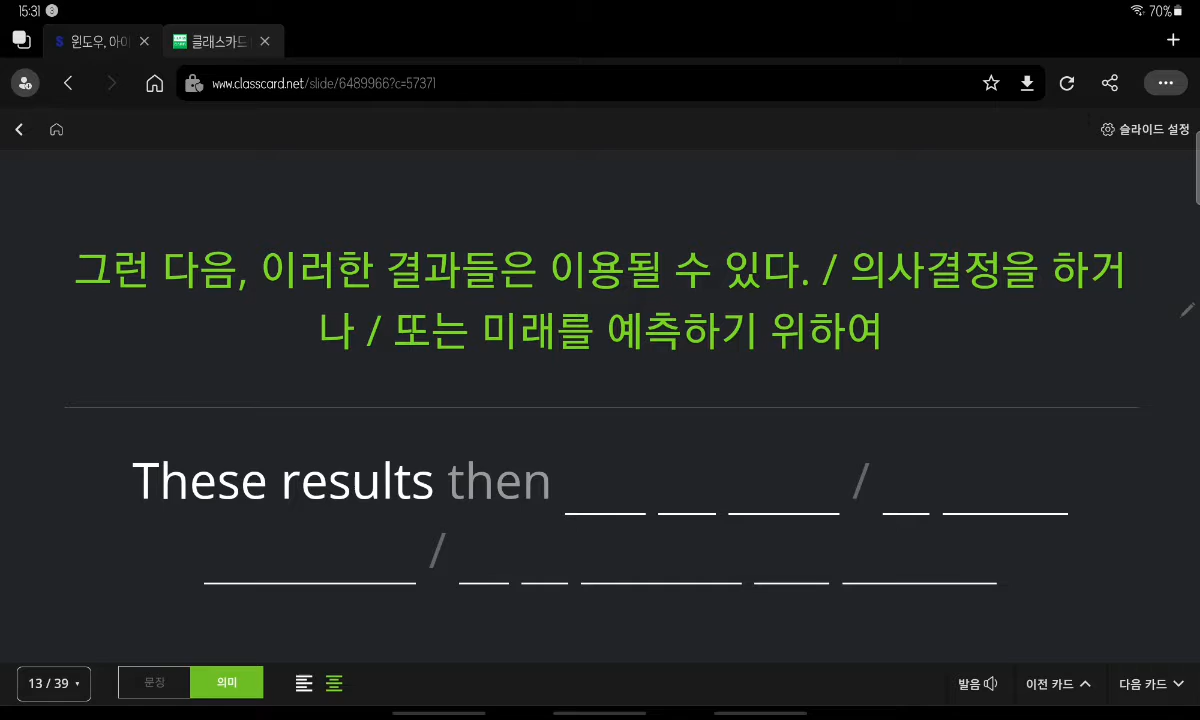 15:31
70%
윈도우, 아이
클래스카드
www.classcard.net/slide/6489966?c=57371
슬라이드 설정
그런 다음, 이러한 결과들은 이용될 수 있다. / 의사결정을 하거
나 / 또는 미래를 예측하기 위하여
These results then ____ ___ _____ / __ ______
__________ / __ __ ________ ____ ________
13 / 39
문장
의미
발음
이전 카드
다음 카드